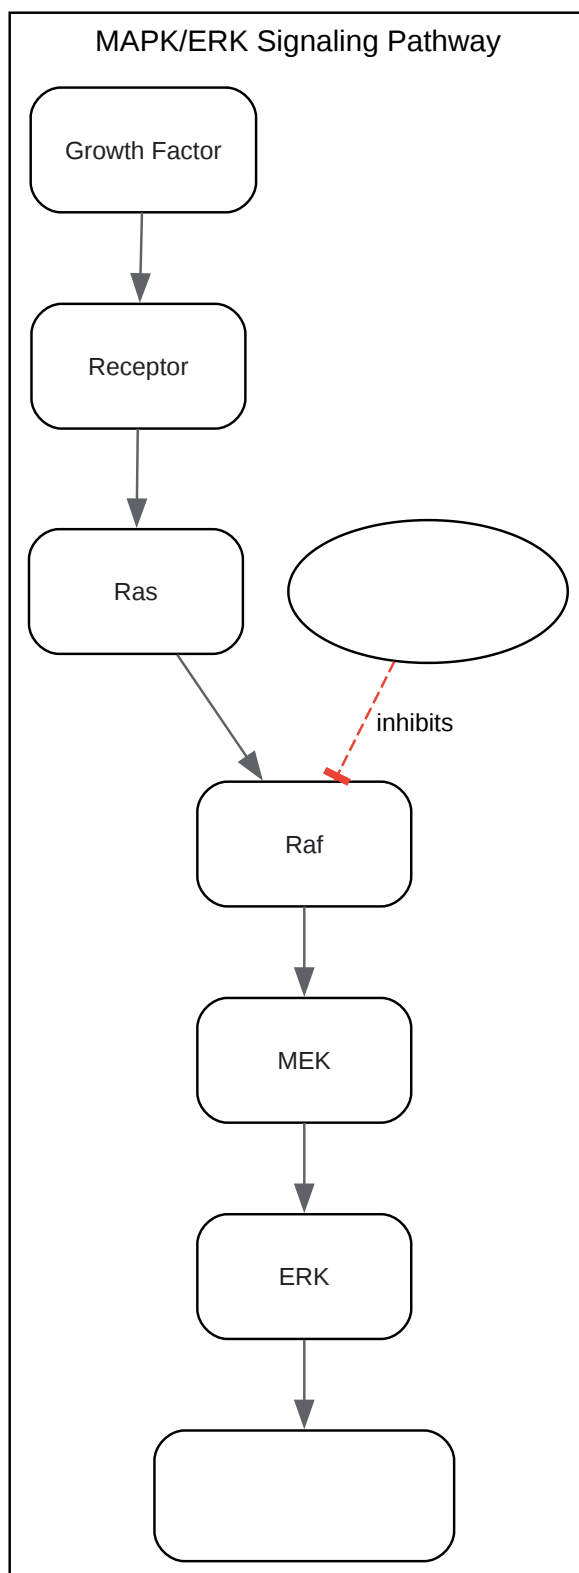 MAPK/ERK Signaling Pathway
Growth Factor
Receptor
Ras
inhibits
Raf
MEK
ERK